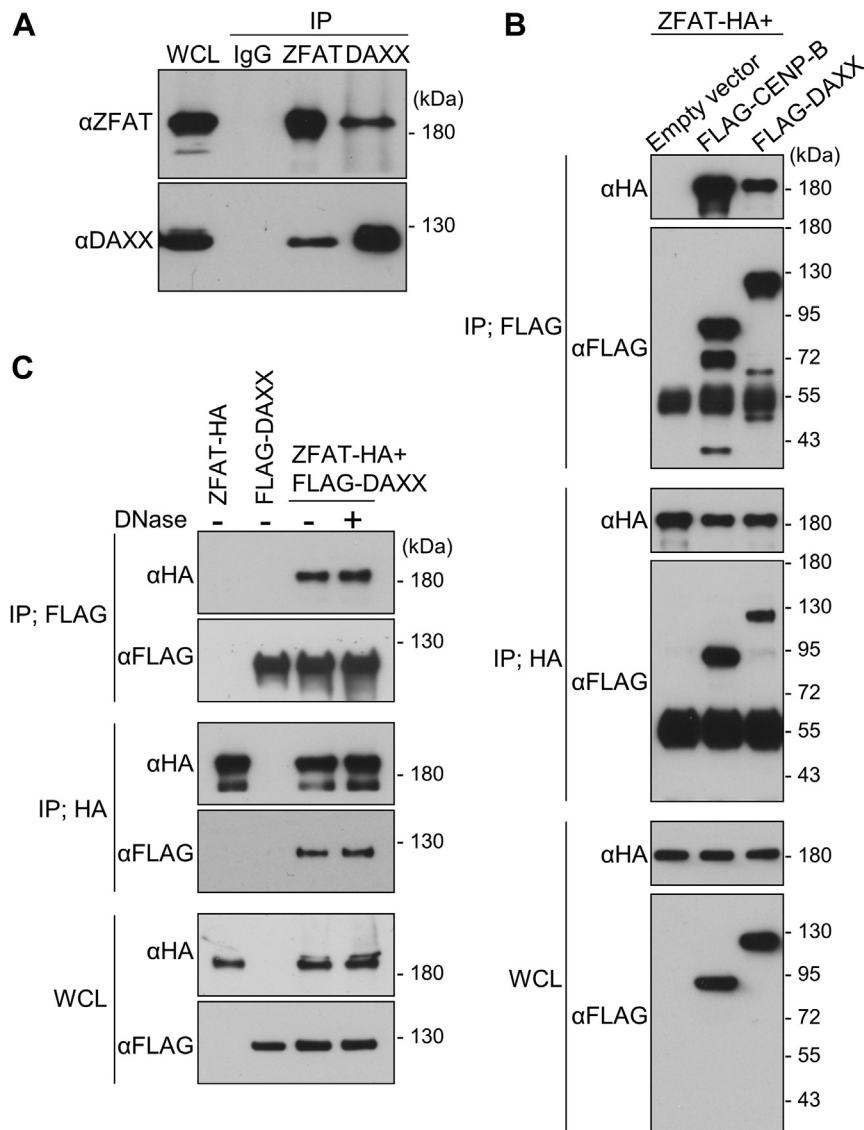 A
IP
WCL IgG ZFAT DAXX
(kDa)
αZFAT
- 180
αDAXX
- 130
B
ZFAT-HA+
Empty vector
FLAG-CENP-B
FLAG-DAXX
(kDa)
IP; FLAG
αHA
- 180
αFLAG
- 180
- 130
- 95
- 72
- 55
- 43
IP; HA
αHA
- 180
αFLAG
- 180
- 130
- 95
- 72
- 55
- 43
WCL
αHA
- 180
αFLAG
- 130
- 95
- 72
- 55
- 43
C
ZFAT-HA
FLAG-DAXX
ZFAT-HA+
FLAG-DAXX
DNase - - - +
(kDa)
IP; FLAG
αHA
- 180
αFLAG
- 130
IP; HA
αHA
- 180
αFLAG
- 130
WCL
αHA
- 180
αFLAG
- 130